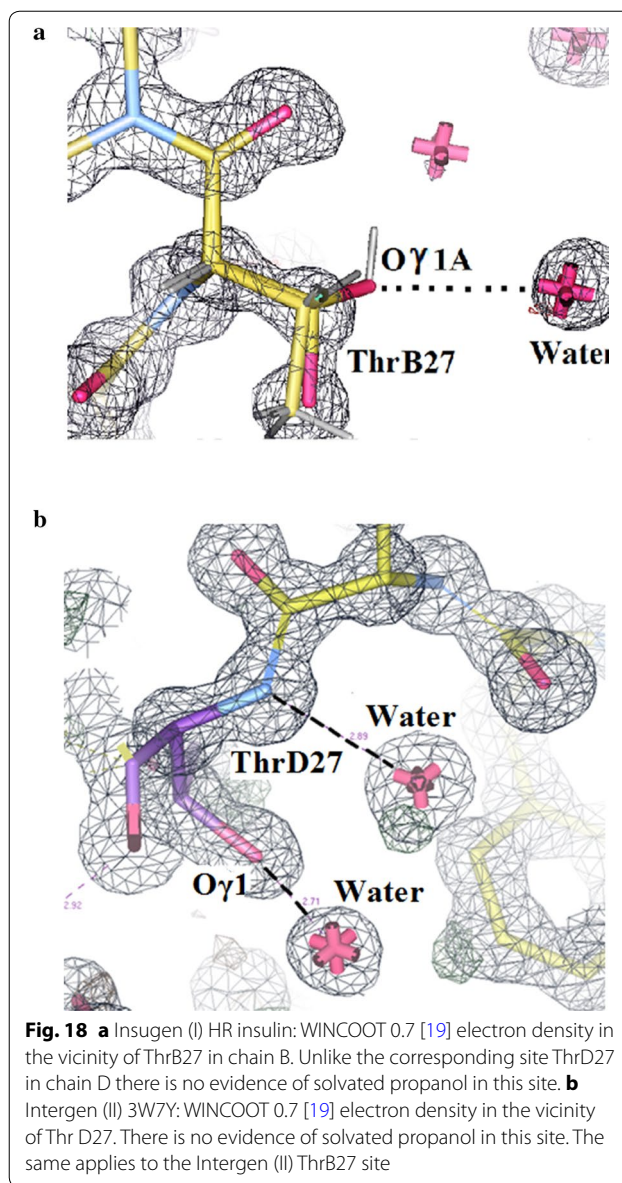 a
Oγ1A
ThrB27
Water
b
Water
2.89
ThrD27
Oγ1
Water
2.71
2.92
Fig. 18 a Insugen (I) HR insulin: WINCOOT 0.7 [19] electron density in
the vicinity of ThrB27 in chain B. Unlike the corresponding site ThrD27
in chain D there is no evidence of solvated propanol in this site. b
Intergen (II) 3W7Y: WINCOOT 0.7 [19] electron density in the vicinity
of Thr D27. There is no evidence of solvated propanol in this site. The
same applies to the Intergen (II) ThrB27 site